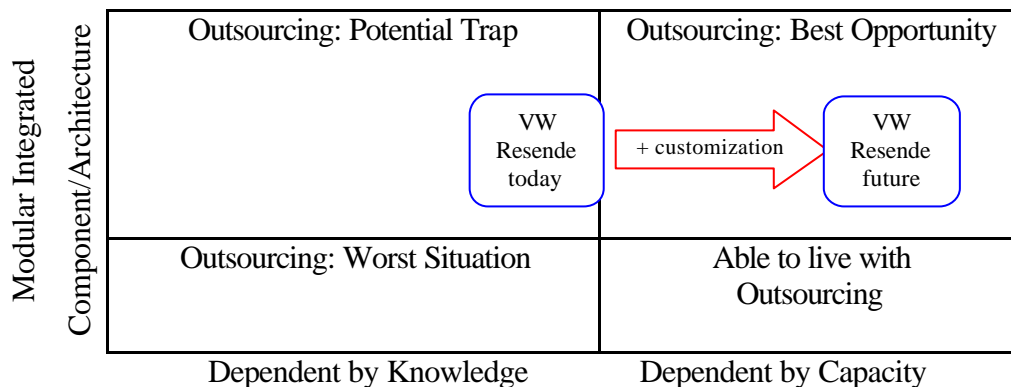 Outsourcing: Potential Trap
Outsourcing: Best Opportunity
Modular Integrated
Component/Architecture
VW
Resende
today
+ customization
VW
Resende
future
Outsourcing: Worst Situation
Able to live with
Outsourcing
Dependent by Knowledge
Dependent by Capacity